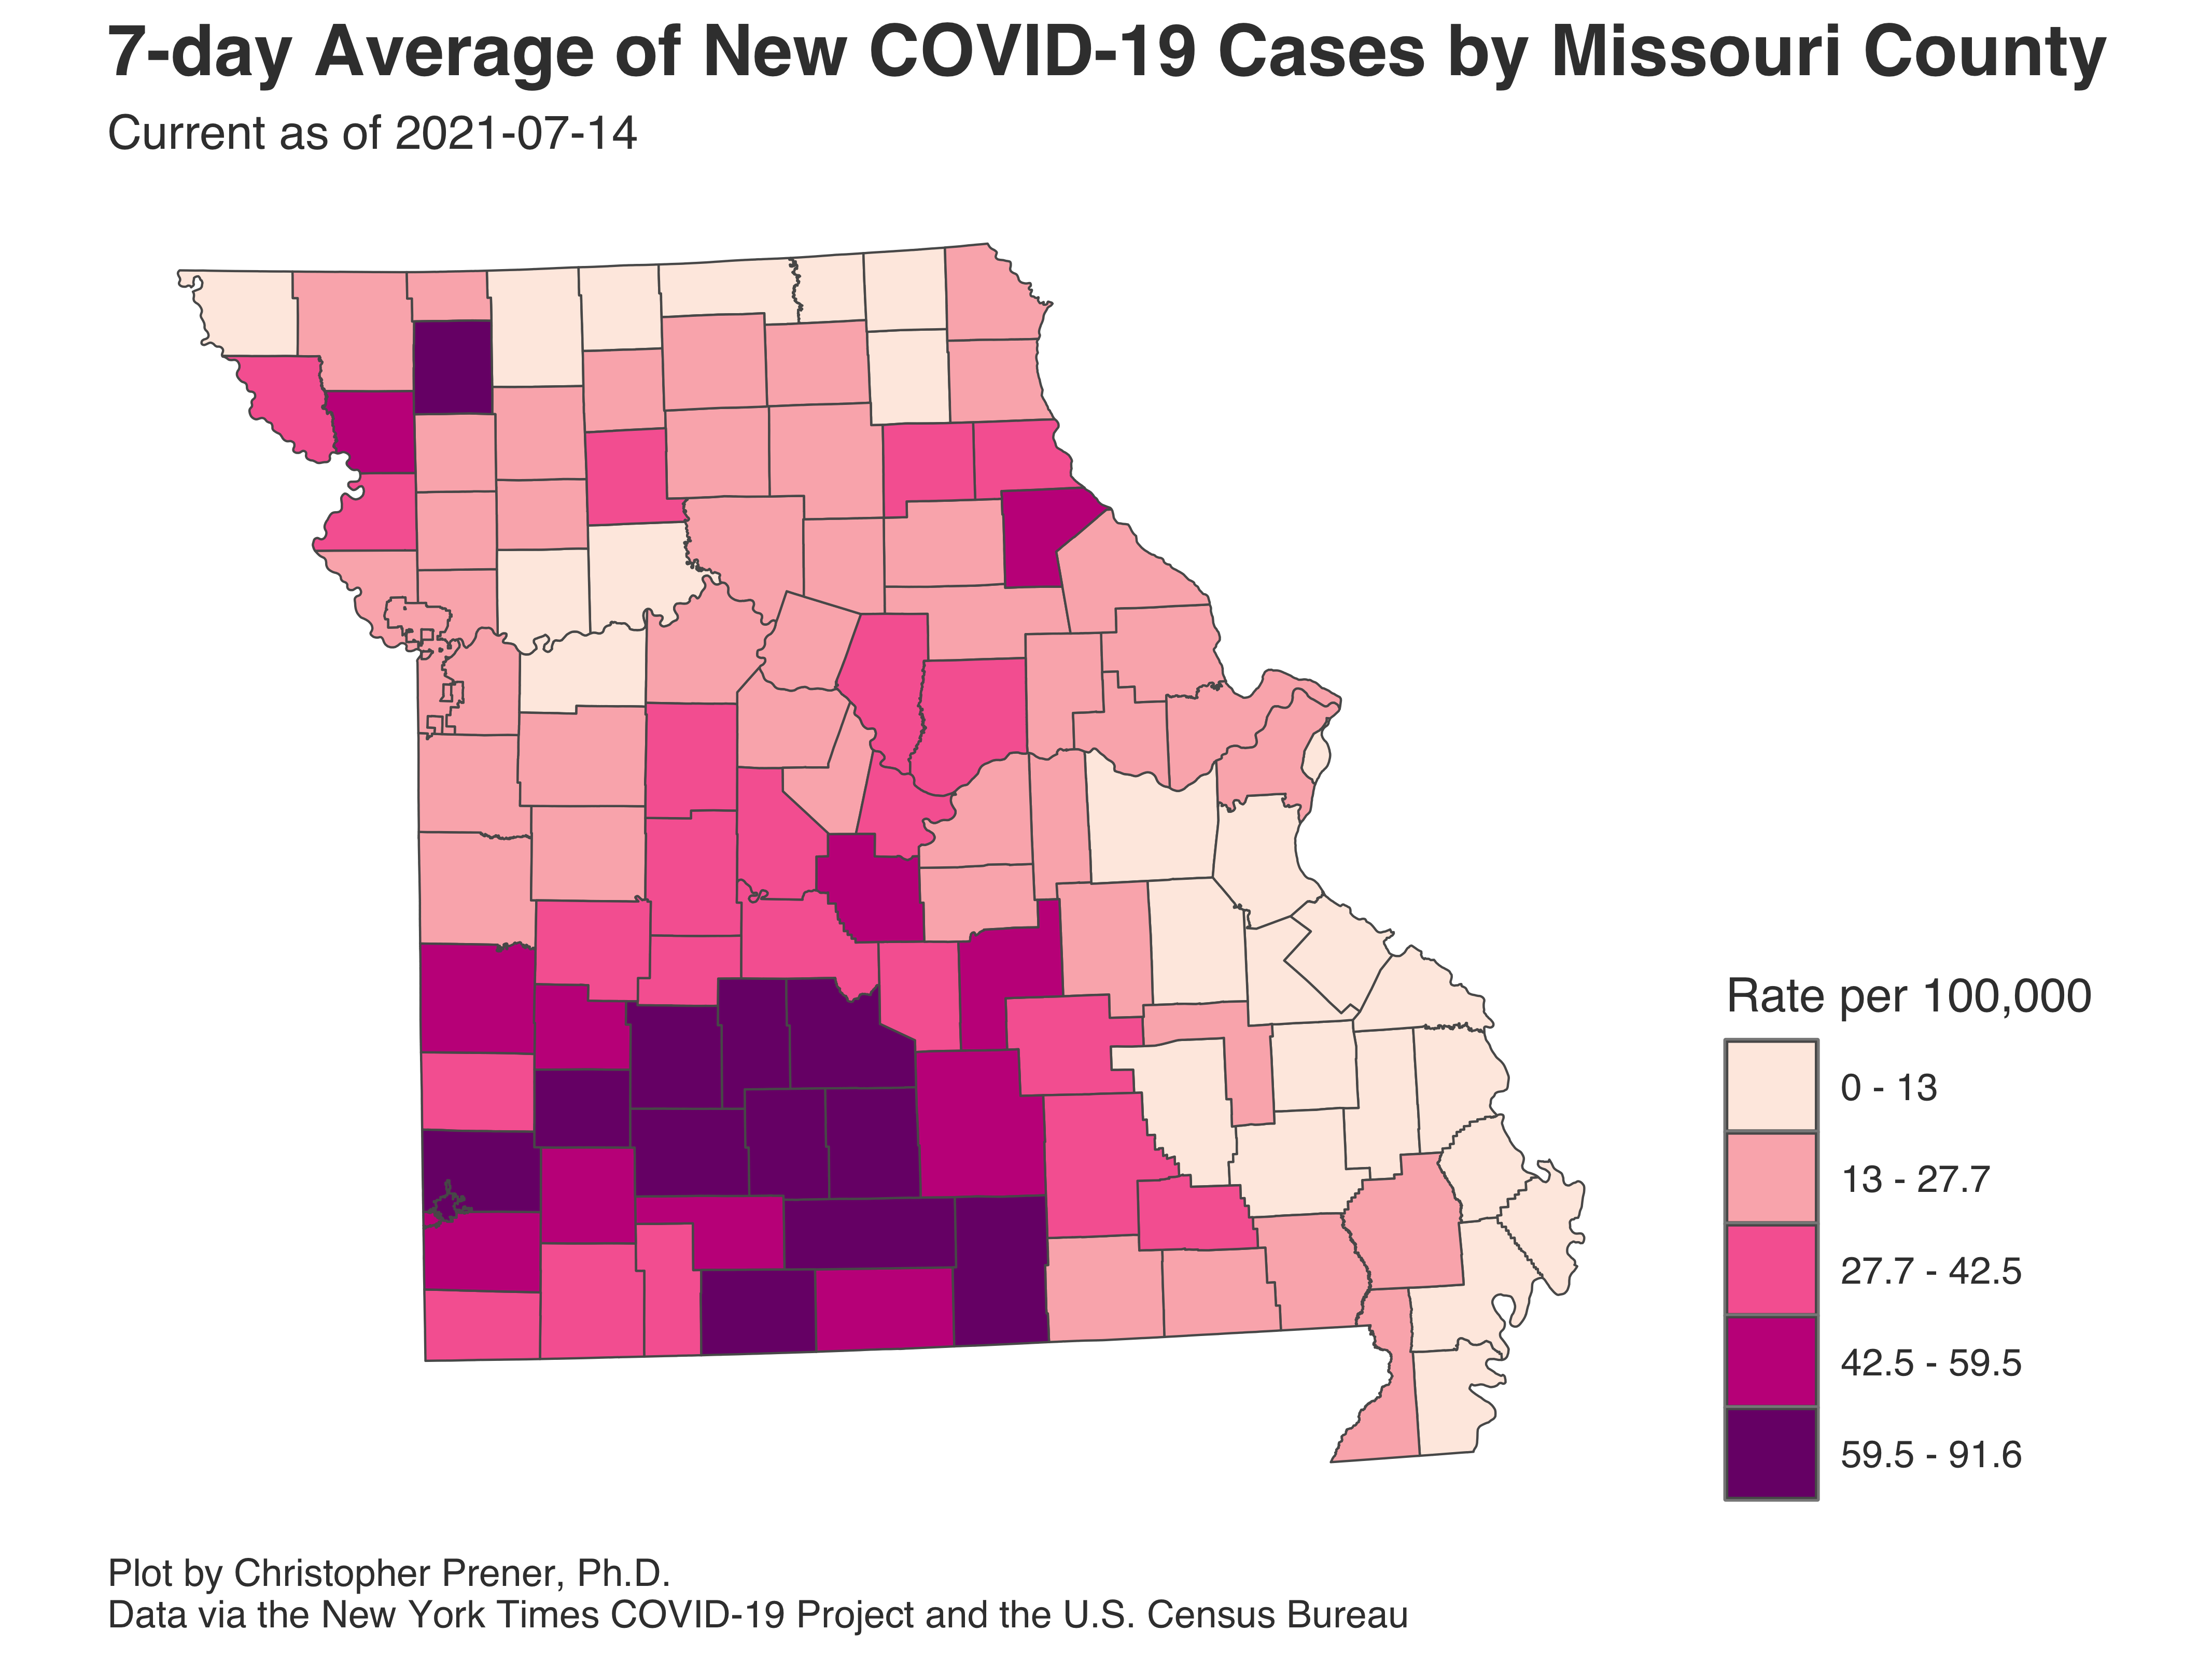 7-day Average of New COVID-19 Cases by Missouri County
Current as of 2021-07-14
Rate per 100,000
0 - 13
13 - 27.7
27.7 - 42.5
42.5 - 59.5
59.5 - 91.6
Plot by Christopher Prener, Ph.D.
Data via the New York Times COVID-19 Project and the U.S. Census Bureau